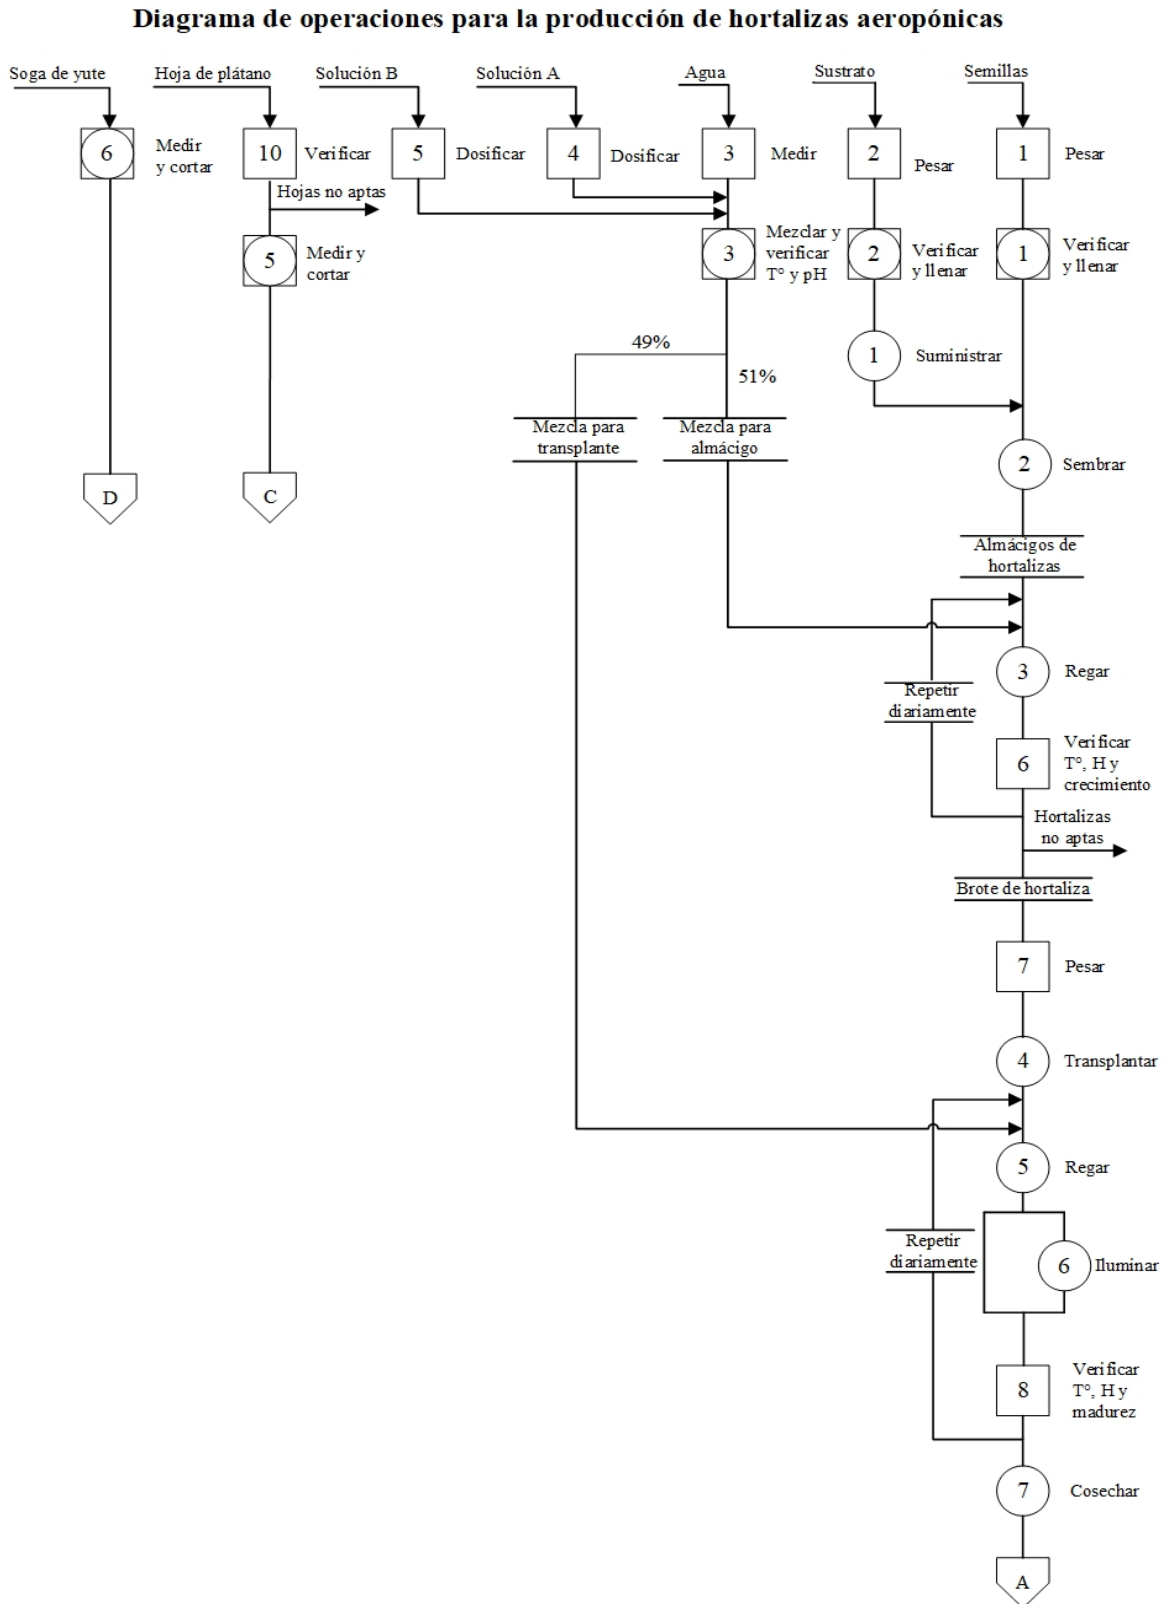 Diagrama de operaciones para la producción de hortalizas aeropónicas
Soga de yute
Hoja de plátano
Solución B
Solución A
Agua
Sustrato
Semillas
6
Medir
y cortar
10
Verificar
5
Dosificar
4
Dosificar
3
Medir
2
Pesar
1
Pesar
Hojas no aptas
5
Medir y
cortar
3
Mezclar y
verificar
T° y pH
2
Verificar
y llenar
1
Verificar
y llenar
49%
51%
1
Suministrar
Mezcla para
transplante
Mezcla para
almácigo
2
Sembrar
D
C
Almácigos de
hortalizas
3
Regar
Repetir
diariamente
6
Verificar
T°, H y
crecimiento
Hortalizas
no aptas
Brote de hortaliza
7
Pesar
4
Transplantar
5
Regar
Repetir
diariamente
6
Iluminar
8
Verificar
T°, H y
madurez
7
Cosechar
A